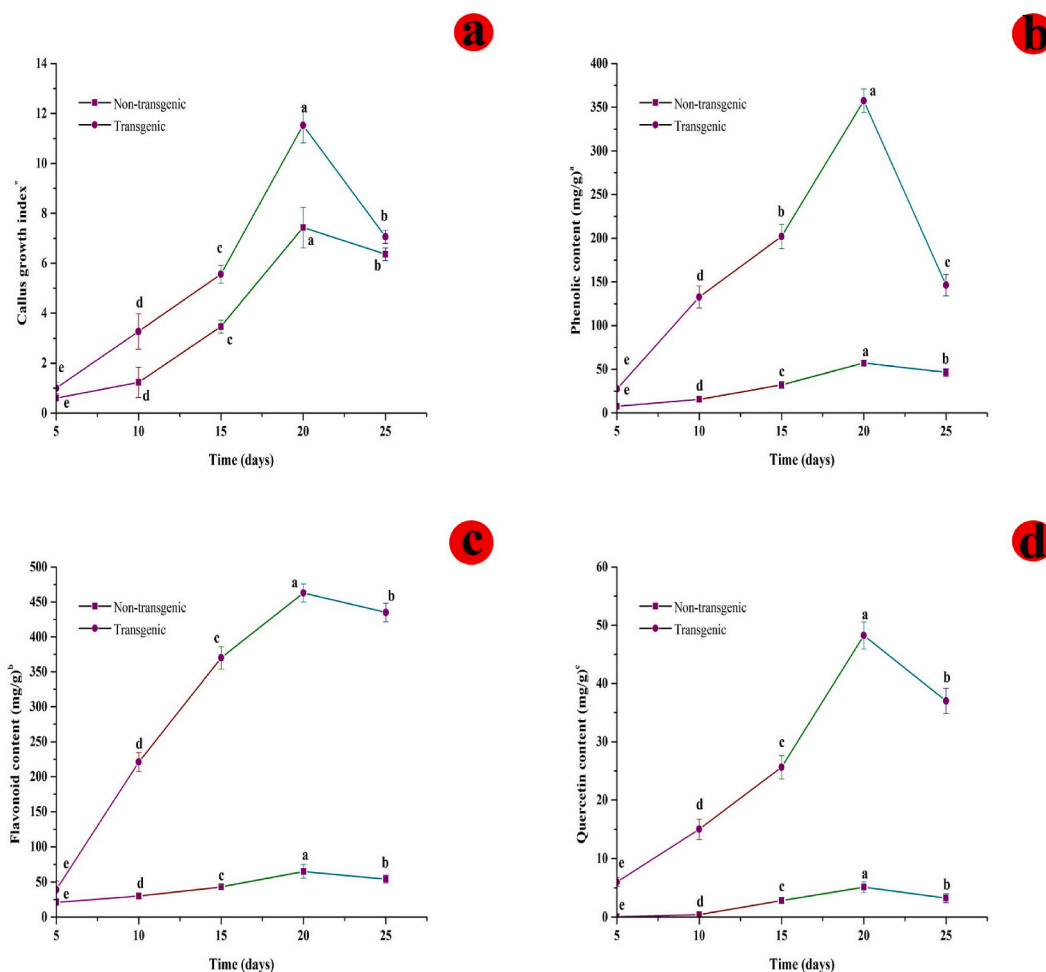 a
14
12
10
8
6
4
2
0
Non-transgenic
Transgenic
Callus growth index*
e
e
d
d
c
c
a
a
b
b
5 10 15 20 25
Time (days)
b
400
350
300
250
200
150
100
50
0
Non-transgenic
Transgenic
Phenolic content (mg/g)ᵃ
e
e
d
d
b
c
a
a
c
b
5 10 15 20 25
Time (days)
c
500
450
400
350
300
250
200
150
100
50
0
Non-transgenic
Transgenic
Flavonoid content (mg/g)ᵇ
e
e
d
d
c
c
a
a
b
b
5 10 15 20 25
Time (days)
d
60
50
40
30
20
10
0
Non-transgenic
Transgenic
Quercetin content (mg/g)ᶜ
e
e
d
d
c
c
a
a
b
b
5 10 15 20 25
Time (days)